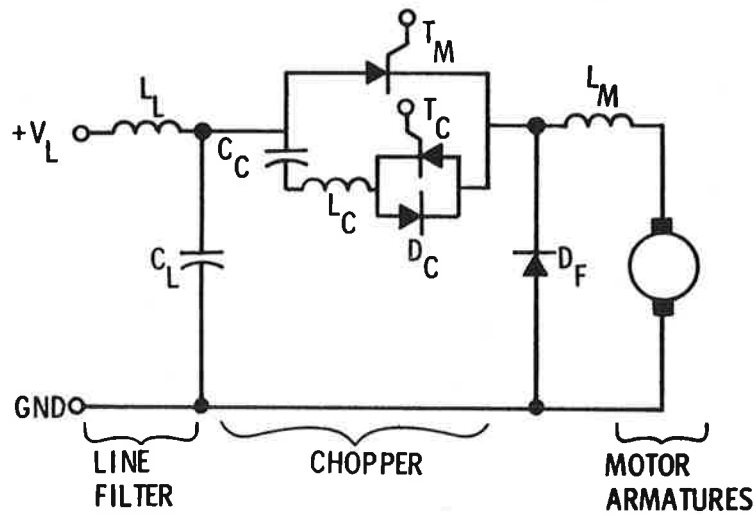 T_M
L_L
L_M
+V_L
T_C
C_C
L_C
D_C
C_L
D_F
GND
LINE
FILTER
CHOPPER
MOTOR
ARMATURES